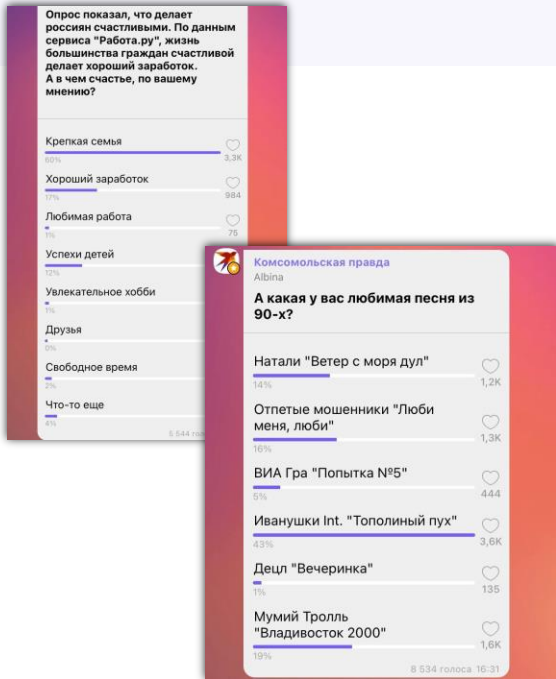 Опрос показал, что делает
россиян счастливыми. По данным
сервиса "Работа.ру", жизнь
большинства граждан счастливой
делает хороший заработок.
А в чем счастье, по вашему
мнению?
Крепкая семья
60%
3,3K
Хороший заработок
17%
984
Любимая работа
1%
75
Успехи детей
12%
Увлекательное хобби
1%
Друзья
0%
Свободное время
2%
Что-то еще
4%
5 544
Комсомольская правда
Albina
А какая у вас любимая песня из
90-х?
Натали "Ветер с моря дул"
14%
1,2K
Отпетые мошенники "Люби
меня, люби"
16%
1,3K
ВИА Гра "Попытка №5"
5%
444
Иванушки Int. "Тополиный пух"
43%
3,6K
Децл "Вечеринка"
1%
135
Мумий Тролль
"Владивосток 2000"
19%
1,6K
8 534 голоса 16:31